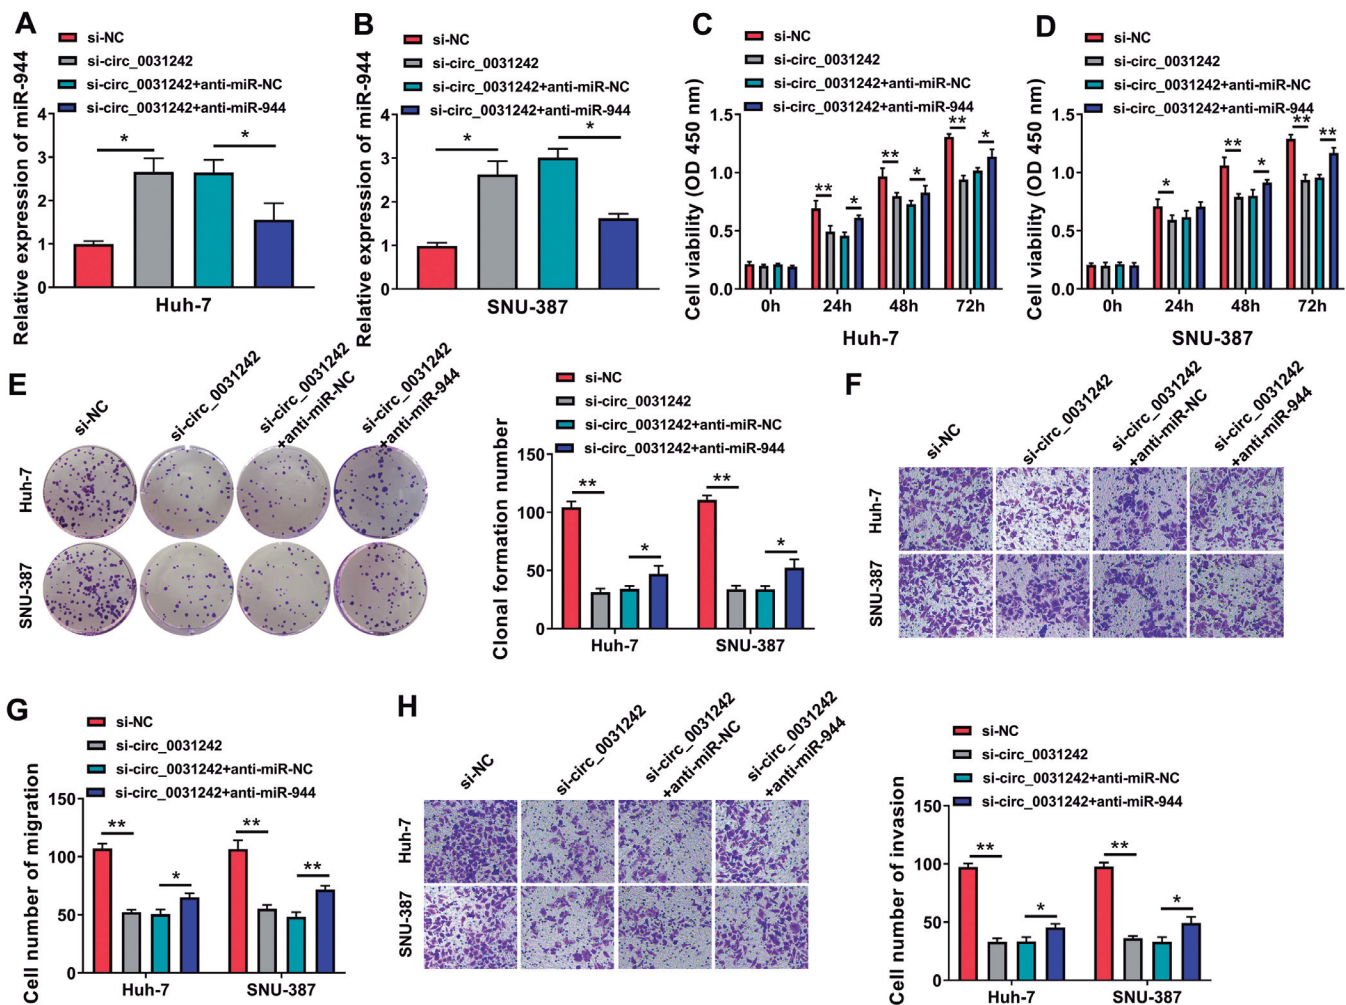 A
si-NC
si-circ_0031242
si-circ_0031242+anti-miR-NC
si-circ_0031242+anti-miR-944
Relative expression of miR-944
4
3
2
1
0
*
*
Huh-7
B
si-NC
si-circ_0031242
si-circ_0031242+anti-miR-NC
si-circ_0031242+anti-miR-944
Relative expression of miR-944
4
3
2
1
0
*
*
SNU-387
C
si-NC
si-circ_0031242
si-circ_0031242+anti-miR-NC
si-circ_0031242+anti-miR-944
Cell viability (OD 450 nm)
1.5
1.0
0.5
0.0
**
*
**
*
**
*
0h
24h
48h
72h
Huh-7
D
si-NC
si-circ_0031242
si-circ_0031242+anti-miR-NC
si-circ_0031242+anti-miR-944
Cell viability (OD 450 nm)
1.5
1.0
0.5
0.0
*
**
*
**
**
0h
24h
48h
72h
SNU-387
E
si-NC
si-circ_0031242
si-circ_0031242
+anti-miR-NC
si-circ_0031242
+anti-miR-944
Huh-7
SNU-387
si-NC
si-circ_0031242
si-circ_0031242+anti-miR-NC
si-circ_0031242+anti-miR-944
Clonal formation number
150
100
50
0
**
*
**
*
Huh-7
SNU-387
F
si-NC
si-circ_0031242
si-circ_0031242
+anti-miR-NC
si-circ_0031242
+anti-miR-944
Huh-7
SNU-387
G
si-NC
si-circ_0031242
si-circ_0031242+anti-miR-NC
si-circ_0031242+anti-miR-944
Cell number of migration
150
100
50
0
**
*
**
**
Huh-7
SNU-387
H
si-NC
si-circ_0031242
si-circ_0031242
+anti-miR-NC
si-circ_0031242
+anti-miR-944
Huh-7
SNU-387
si-NC
si-circ_0031242
si-circ_0031242+anti-miR-NC
si-circ_0031242+anti-miR-944
Cell number of invasion
150
100
50
0
**
*
**
*
Huh-7
SNU-387